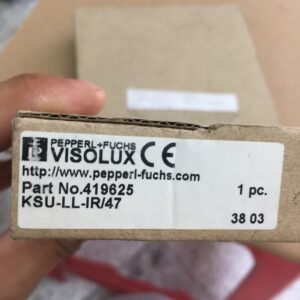 PEPPERL+FUCHS
VISOLUX CE
http://www.pepperl-fuchs.com
Part No.419625 1 pc.
KSU-LL-IR/47
38 03